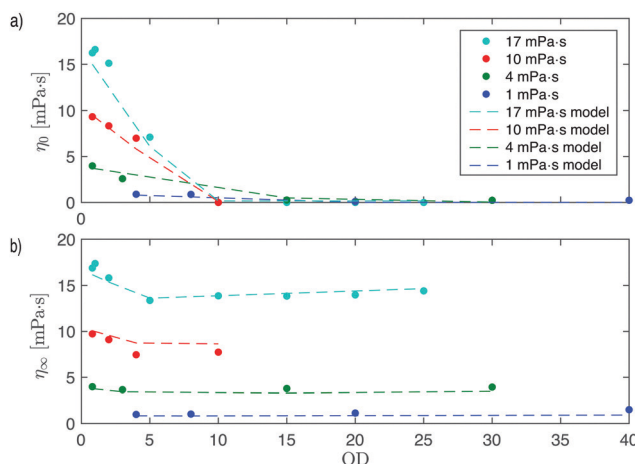 a)
20
15
10
5
0
η₀ [mPa·s]
0
17 mPa·s
10 mPa·s
4 mPa·s
1 mPa·s
17 mPa·s model
10 mPa·s model
4 mPa·s model
1 mPa·s model
b)
20
15
10
5
0
η∞ [mPa·s]
0 5 10 15 20 25 30 35 40
OD